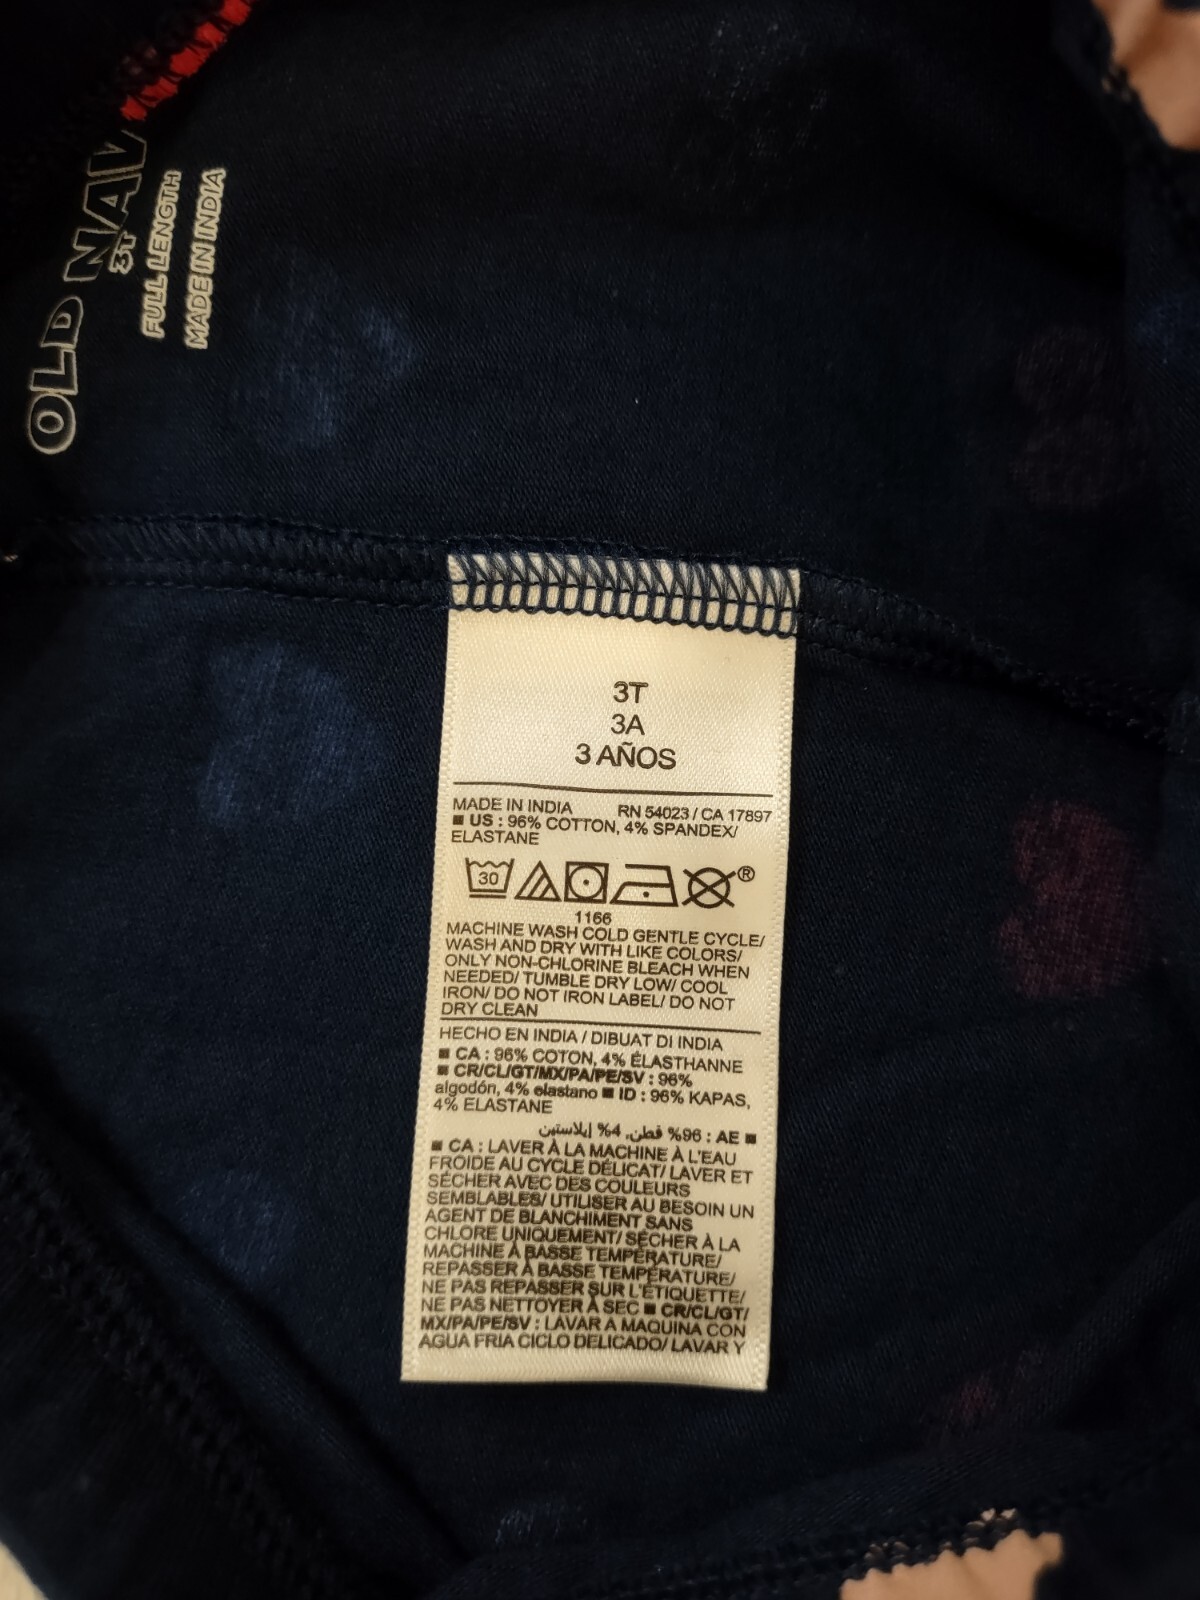 OLD NAV
3T
FULL LENGTH
MADE IN INDIA
3T
3A
3 AÑOS
MADE IN INDIA RN 54023 / CA 17897
■ US : 96% COTTON, 4% SPANDEX/
ELASTANE
30 ®
1166
MACHINE WASH COLD GENTLE CYCLE/
WASH AND DRY WITH LIKE COLORS/
ONLY NON-CHLORINE BLEACH WHEN
NEEDED/ TUMBLE DRY LOW/ COOL
IRON/ DO NOT IRON LABEL/ DO NOT
DRY CLEAN
HECHO EN INDIA / DIBUAT DI INDIA
■ CA : 96% COTON, 4% ÉLASTHANNE
■ CR/CL/GT/MX/PA/PE/SV : 96%
algodón, 4% elastano ■ ID : 96% KAPAS,
4% ELASTANE
■ AE : 96% قطن، 4% إيلاستين
■ CA : LAVER À LA MACHINE À L'EAU
FROIDE AU CYCLE DÉLICAT/ LAVER ET
SÉCHER AVEC DES COULEURS
SEMBLABLES/ UTILISER AU BESOIN UN
AGENT DE BLANCHIMENT SANS
CHLORE UNIQUEMENT/ SÉCHER À LA
MACHINE À BASSE TEMPÉRATURE/
REPASSER À BASSE TEMPÉRATURE/
NE PAS REPASSER SUR L'ÉTIQUETTE/
NE PAS NETTOYER À SEC ■ CR/CL/GT/
MX/PA/PE/SV : LAVAR A MAQUINA CON
AGUA FRIA CICLO DELICADO/ LAVAR Y